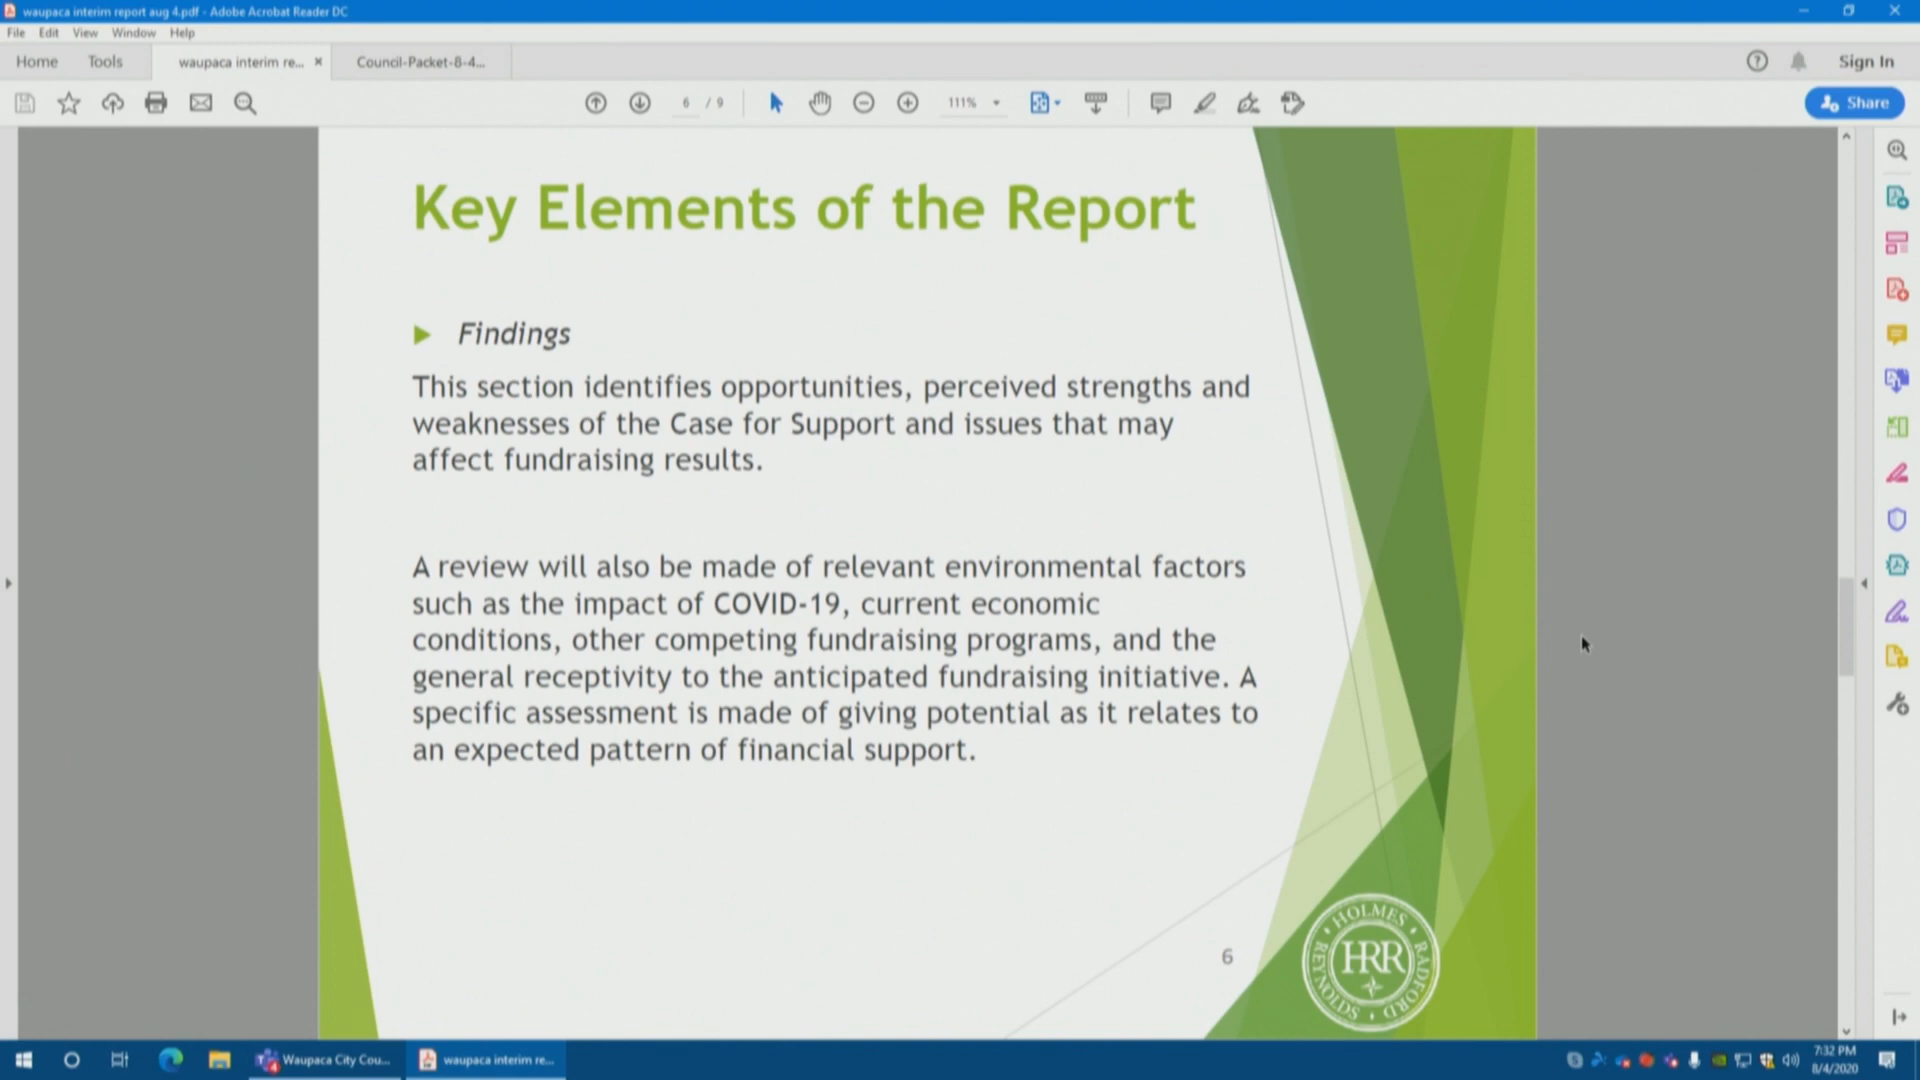 waupaca interim report aug 4.pdf - Adobe Acrobat Reader DC
File Edit View Window Help
Home Tools waupaca interim re... × Council-Packet-8-4... Sign In
6 / 9 111% Share
Key Elements of the Report
Findings
This section identifies opportunities, perceived strengths and
weaknesses of the Case for Support and issues that may
affect fundraising results.
A review will also be made of relevant environmental factors
such as the impact of COVID-19, current economic
conditions, other competing fundraising programs, and the
general receptivity to the anticipated fundraising initiative. A
specific assessment is made of giving potential as it relates to
an expected pattern of financial support.
6
HOLMES RADFORD REYNOLDS
HRR
Waupaca City Cou... waupaca interim re... 7:32 PM
8/4/2020